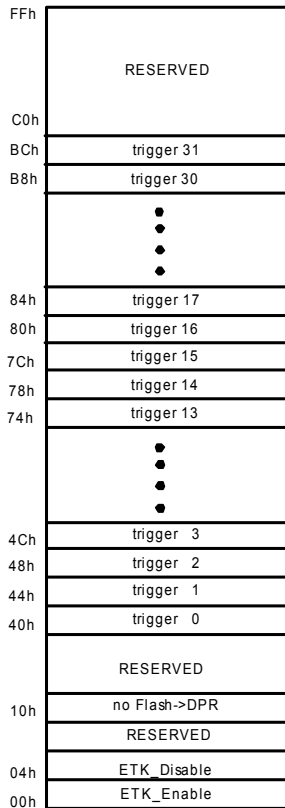 FFh
RESERVED
C0h
BCh trigger 31
B8h trigger 30
84h trigger 17
80h trigger 16
7Ch trigger 15
78h trigger 14
74h trigger 13
4Ch trigger 3
48h trigger 2
44h trigger 1
40h trigger 0
RESERVED
10h no Flash->DPR
RESERVED
04h ETK_Disable
00h ETK_Enable